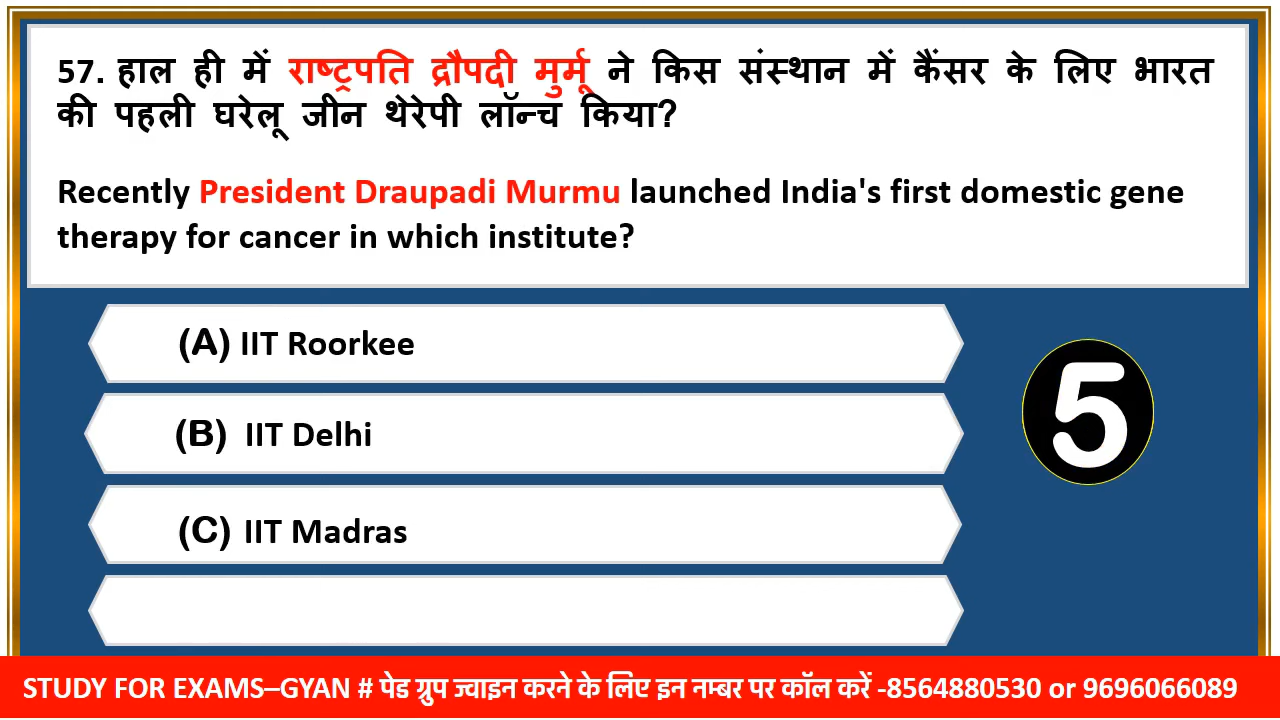 57. हाल ही में राष्ट्रपति द्रौपदी मुर्मू ने किस संस्थान में कैंसर के लिए भारत
की पहली घरेलू जीन थेरेपी लॉन्च किया?
Recently President Draupadi Murmu launched India's first domestic gene
therapy for cancer in which institute?
(A) IIT Roorkee
(B) IIT Delhi
(C) IIT Madras
5
STUDY FOR EXAMS–GYAN # पेड ग्रुप ज्वाइन करने के लिए इन नम्बर पर कॉल करें -8564880530 or 9696066089